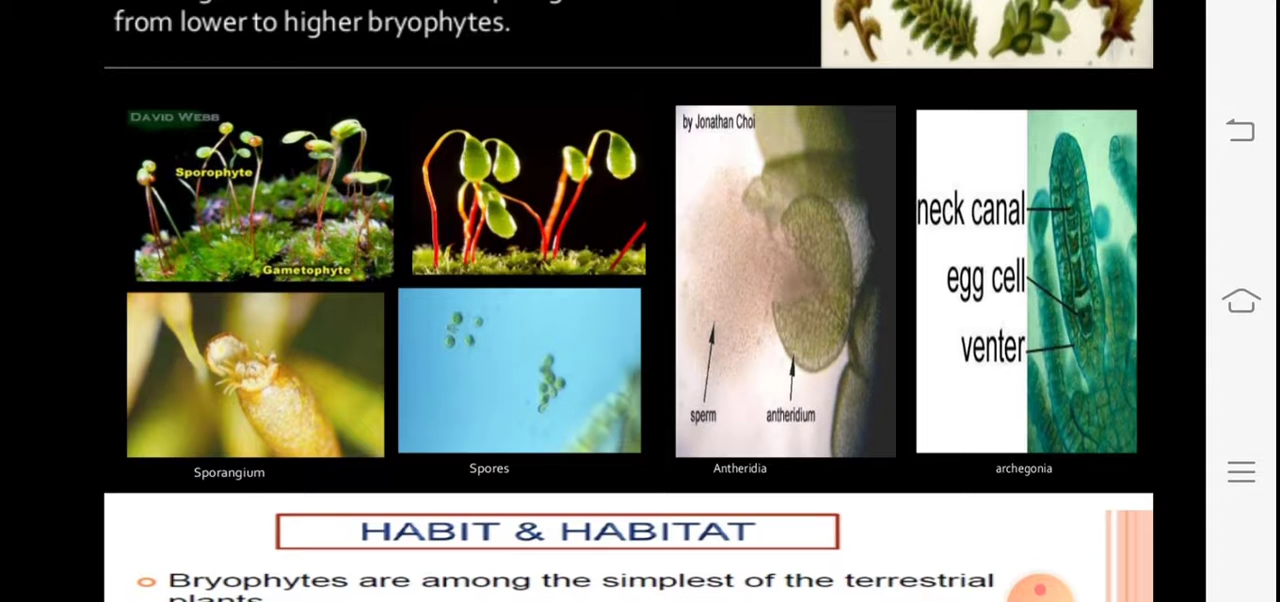 from lower to higher bryophytes.
DAVID WEBB
Sporophyte
Gametophyte
by Jonathan Choi
sperm
antheridium
neck canal
egg cell
venter
Sporangium
Spores
Antheridia
archegonia
HABIT & HABITAT
Bryophytes are among the simplest of the terrestrial
plants